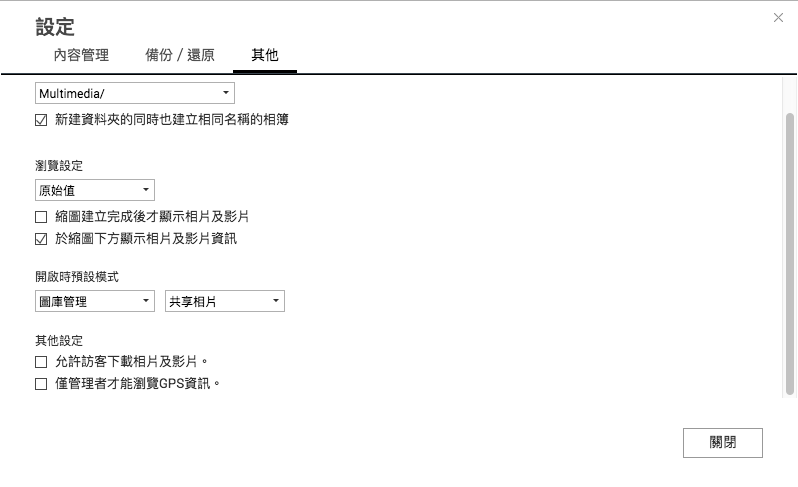 設定
內容管理 備份 / 還原 其他
Multimedia/
新建資料夾的同時也建立相同名稱的相簿
瀏覽設定
原始值
縮圖建立完成後才顯示相片及影片
於縮圖下方顯示相片及影片資訊
開啟時預設模式
圖庫管理 共享相片
其他設定
允許訪客下載相片及影片。
僅管理者才能瀏覽GPS資訊。
關閉